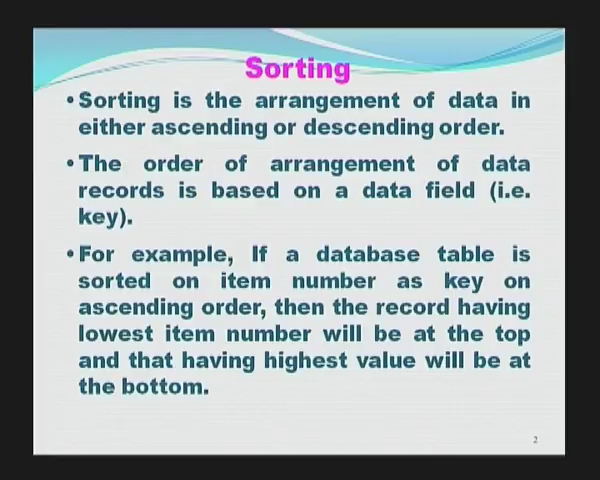 Sorting
•Sorting is the arrangement of data in
either ascending or descending order.
•The order of arrangement of data
records is based on a data field (i.e.
key).
•For example, If a database table is
sorted on item number as key on
ascending order, then the record having
lowest item number will be at the top
and that having highest value will be at
the bottom.
2